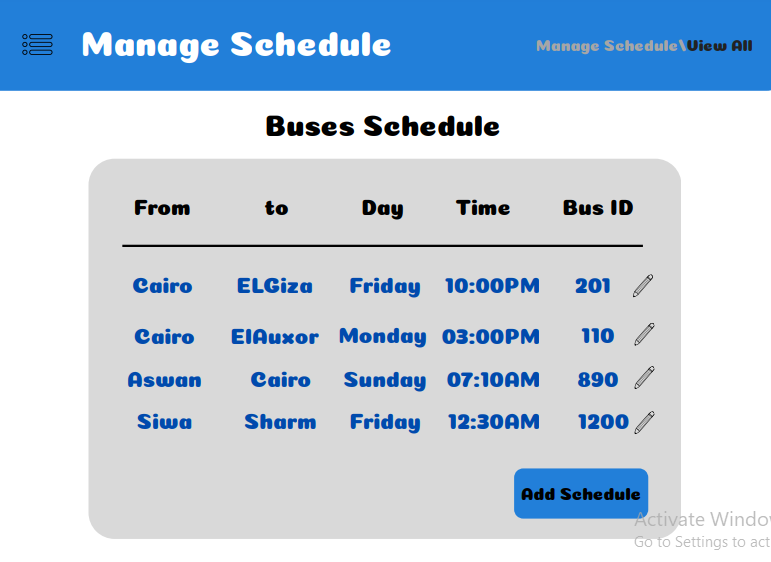 Manage Schedule Manage Schedule\View All
Buses Schedule
From to Day Time Bus ID
Cairo ELGiza Friday 10:00PM 201
Cairo ElAuxor Monday 03:00PM 110
Aswan Cairo Sunday 07:10AM 890
Siwa Sharm Friday 12:30AM 1200
Add Schedule
Activate Windo
Go to Settings to act